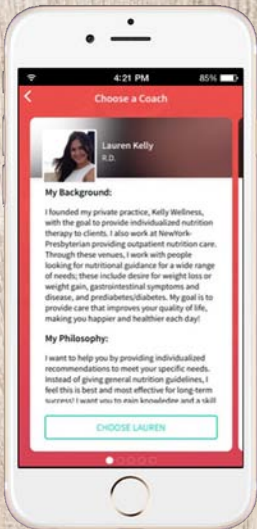 4:21 PM
85%
Choose a Coach
Lauren Kelly
R.D.
My Background:
I founded my private practice, Kelly Wellness,
with the goal to provide individualized nutrition
therapy to clients. I also work at NewYork-
Presbyterian providing outpatient nutrition care.
Through these venues, I work with people
looking for nutritional guidance for a wide range
of needs; these include desire for weight loss or
weight gain, gastrointestinal symptoms and
disease, and prediabetes/diabetes. My goal is to
provide care that improves your quality of life,
making you happier and healthier each day!
My Philosophy:
I want to help you by providing individualized
recommendations to meet your specific needs.
Instead of giving general nutrition guidelines, I
feel this is best and most effective for long-term
success! I want you to gain knowledge and a skill
CHOOSE LAUREN